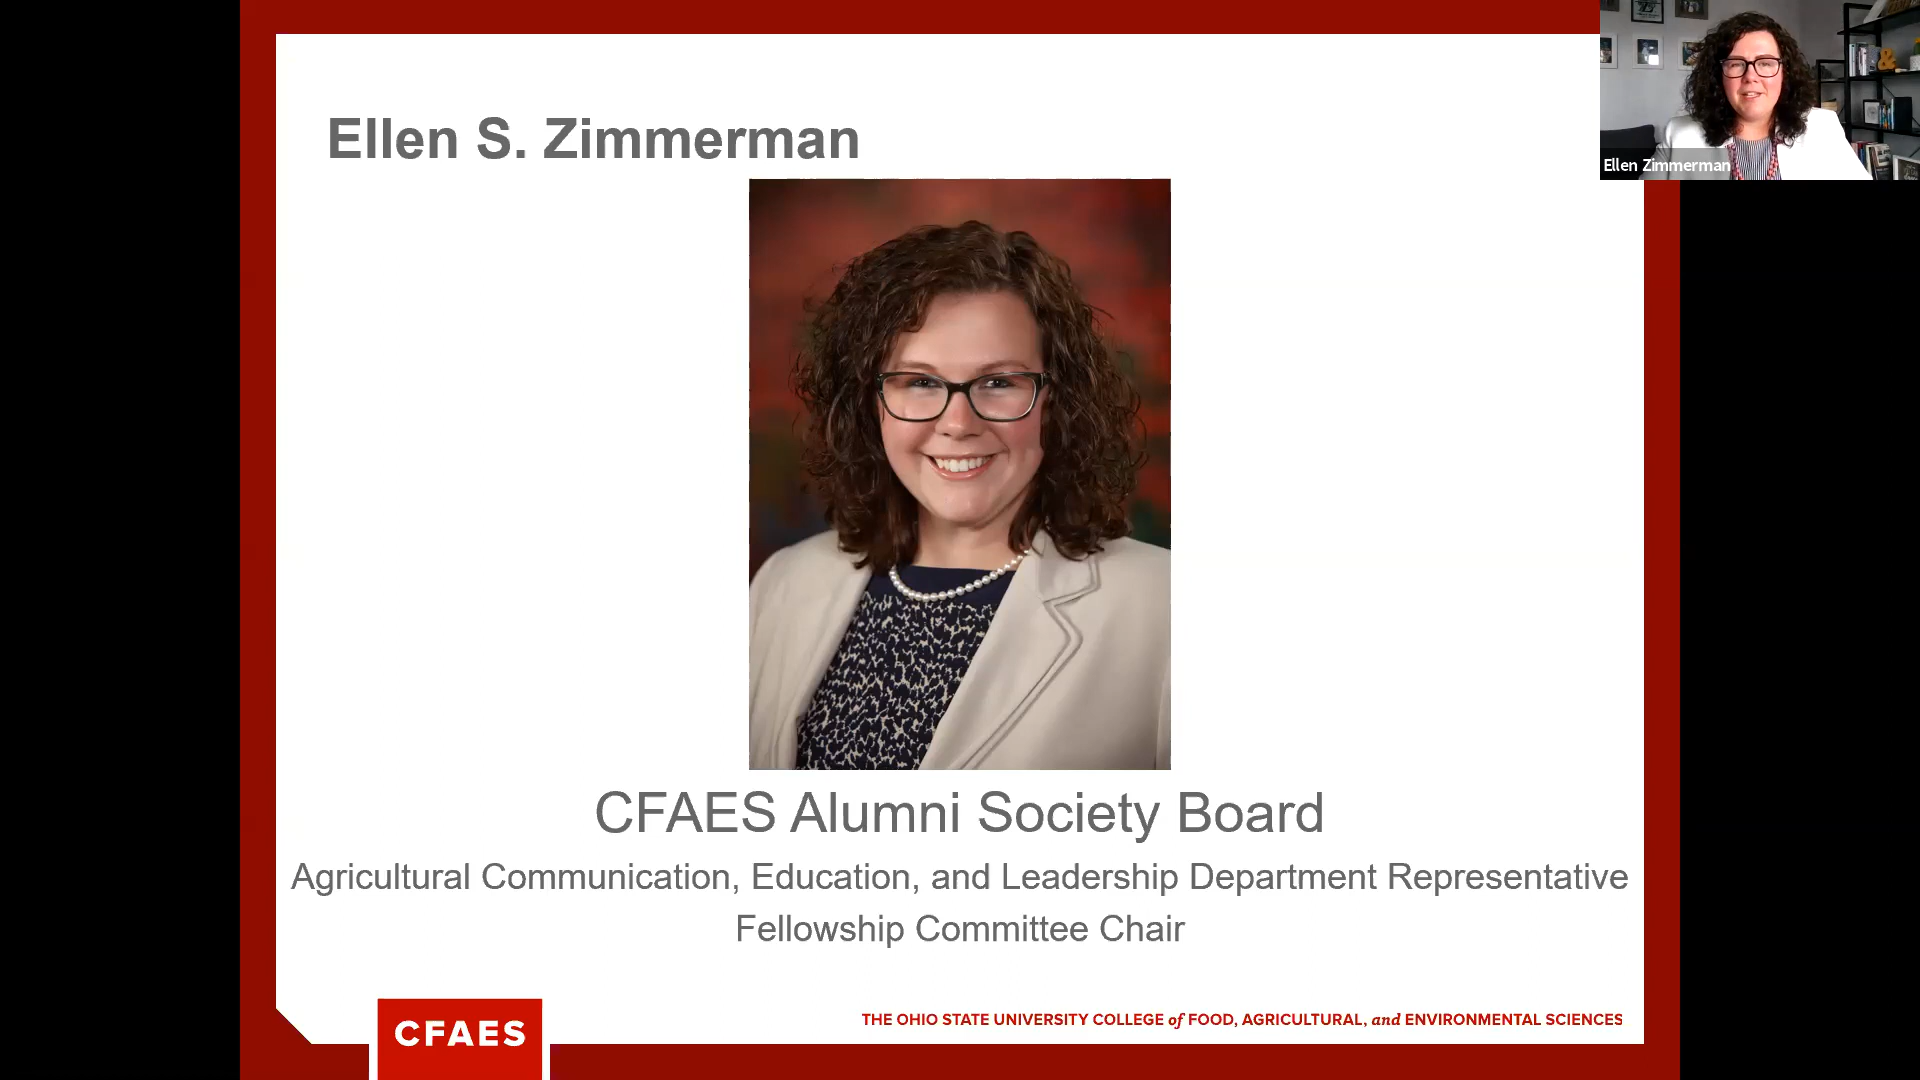 Ellen S. Zimmerman
Ellen Zimmerman
CFAES Alumni Society Board
Agricultural Communication, Education, and Leadership Department Representative
Fellowship Committee Chair
CFAES
THE OHIO STATE UNIVERSITY COLLEGE of FOOD, AGRICULTURAL, and ENVIRONMENTAL SCIENCES